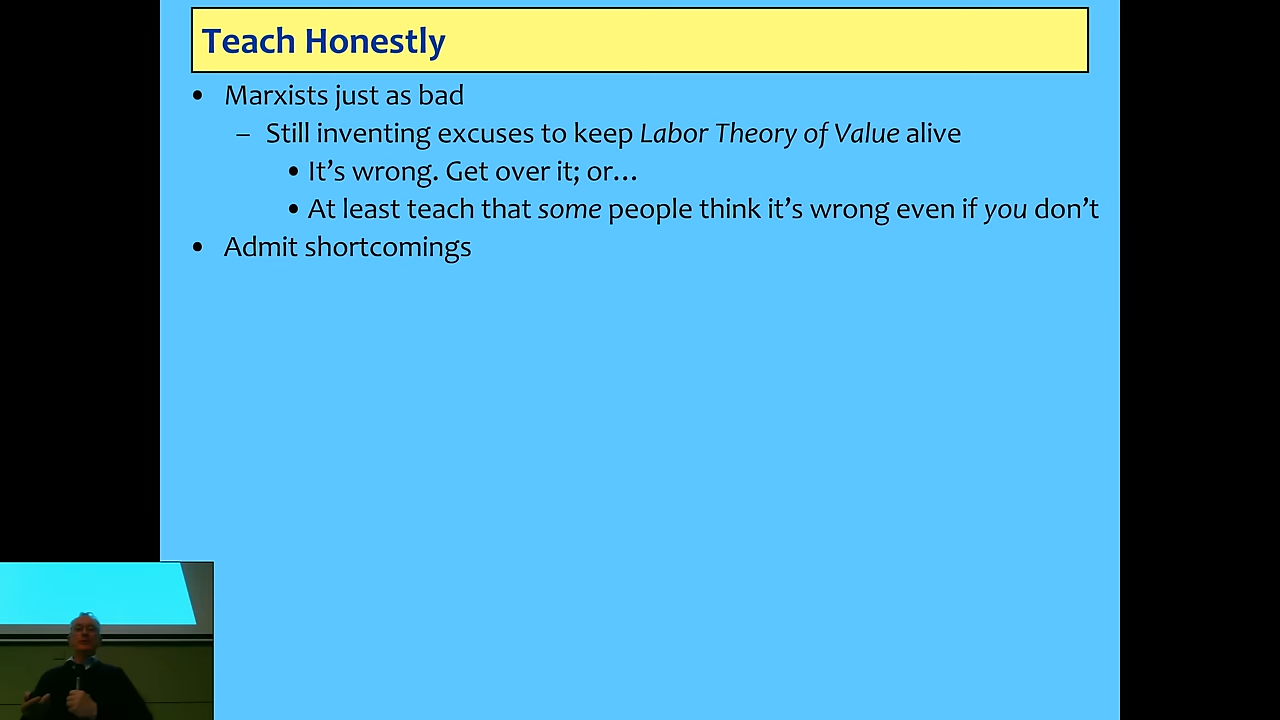 Teach Honestly
• Marxists just as bad
– Still inventing excuses to keep Labor Theory of Value alive
• It’s wrong. Get over it; or…
• At least teach that some people think it’s wrong even if you don’t
• Admit shortcomings